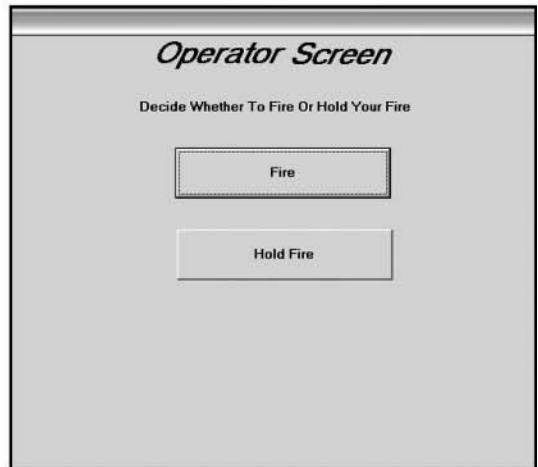 Operator Screen
Decide Whether To Fire Or Hold Your Fire
Fire
Hold Fire